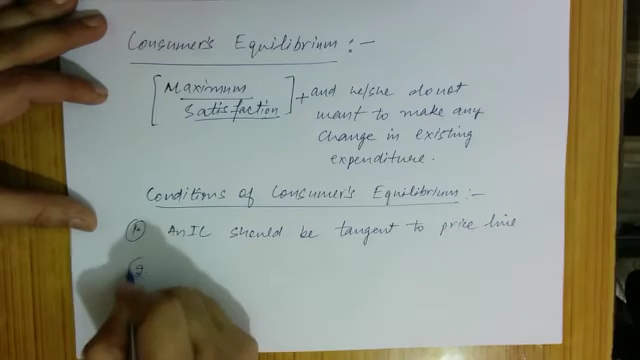 Consumer's Equilibrium :-
[Maximum Satisfaction] + and he/she do not
want to make any
change in existing
expenditure.
Conditions of Consumer's Equilibrium :-
1. An IC should be tangent to price line
2